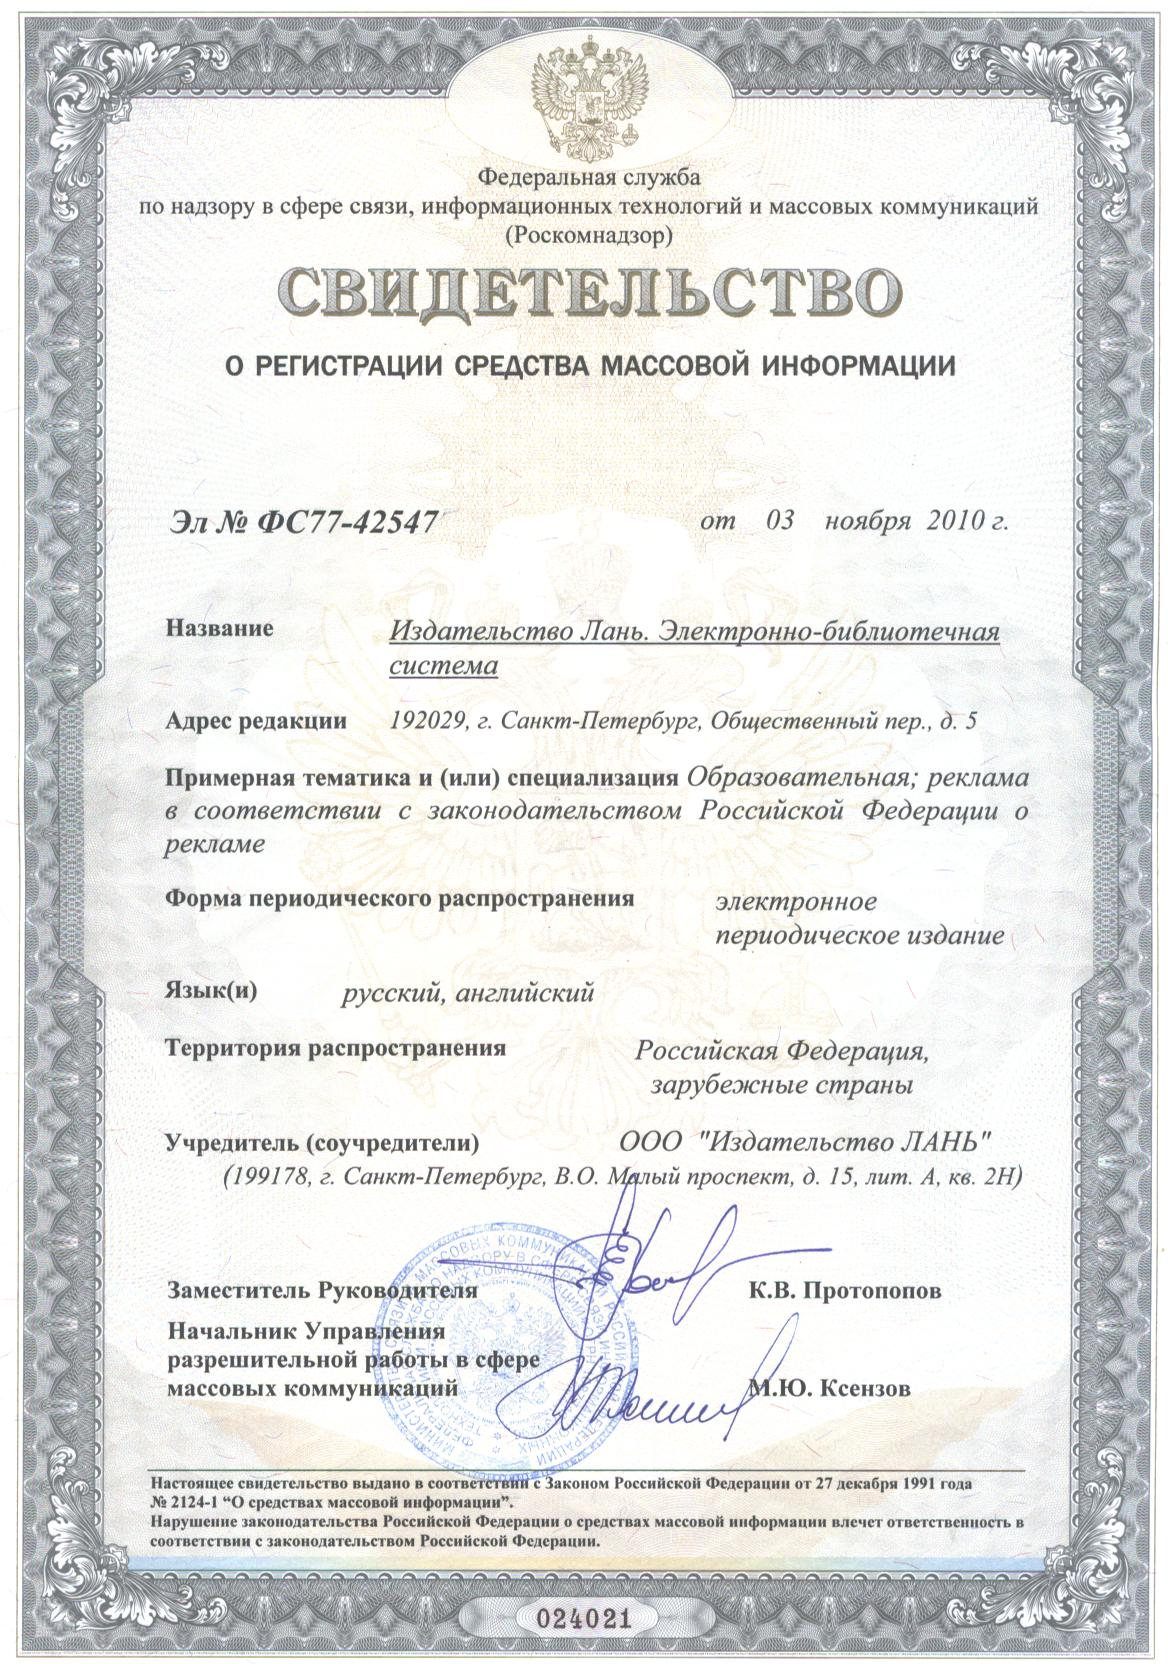 Федеральная служба
по надзору в сфере связи, информационных технологий и массовых коммуникаций
(Роскомнадзор)
СВИДЕТЕЛЬСТВО
О РЕГИСТРАЦИИ СРЕДСТВА МАССОВОЙ ИНФОРМАЦИИ
Эл № ФС77-42547 от 03 ноября 2010 г.
Название Издательство Лань. Электронно-библиотечная
система
Адрес редакции 192029, г. Санкт-Петербург, Общественный пер., д. 5
Примерная тематика и (или) специализация Образовательная; реклама
в соответствии с законодательством Российской Федерации о
рекламе
Форма периодического распространения электронное
периодическое издание
Язык(и) русский, английский
Территория распространения Российская Федерация,
зарубежные страны
Учредитель (соучредители) ООО "Издательство ЛАНЬ"
(199178, г. Санкт-Петербург, В.О. Малый проспект, д. 15, лит. А, кв. 2Н)
Заместитель Руководителя К.В. Протопопов
Начальник Управления
разрешительной работы в сфере
массовых коммуникаций М.Ю. Ксензов
Настоящее свидетельство выдано в соответствии с Законом Российской Федерации от 27 декабря 1991 года
№ 2124-1 “О средствах массовой информации”.
Нарушение законодательства Российской Федерации о средствах массовой информации влечет ответственность в
соответствии с законодательством Российской Федерации.
024021